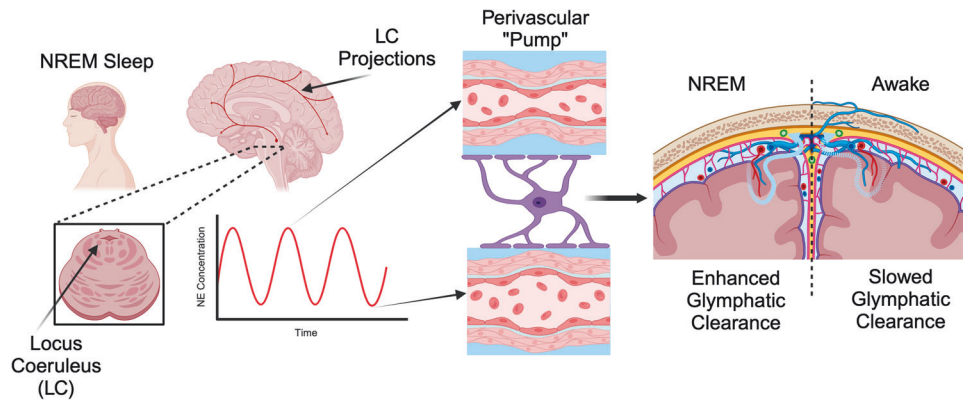 NREM Sleep
LC
Projections
Perivascular
"Pump"
NREM
Awake
NE Concentration
Time
Locus
Coeruleus
(LC)
Enhanced
Glymphatic
Clearance
Slowed
Glymphatic
Clearance